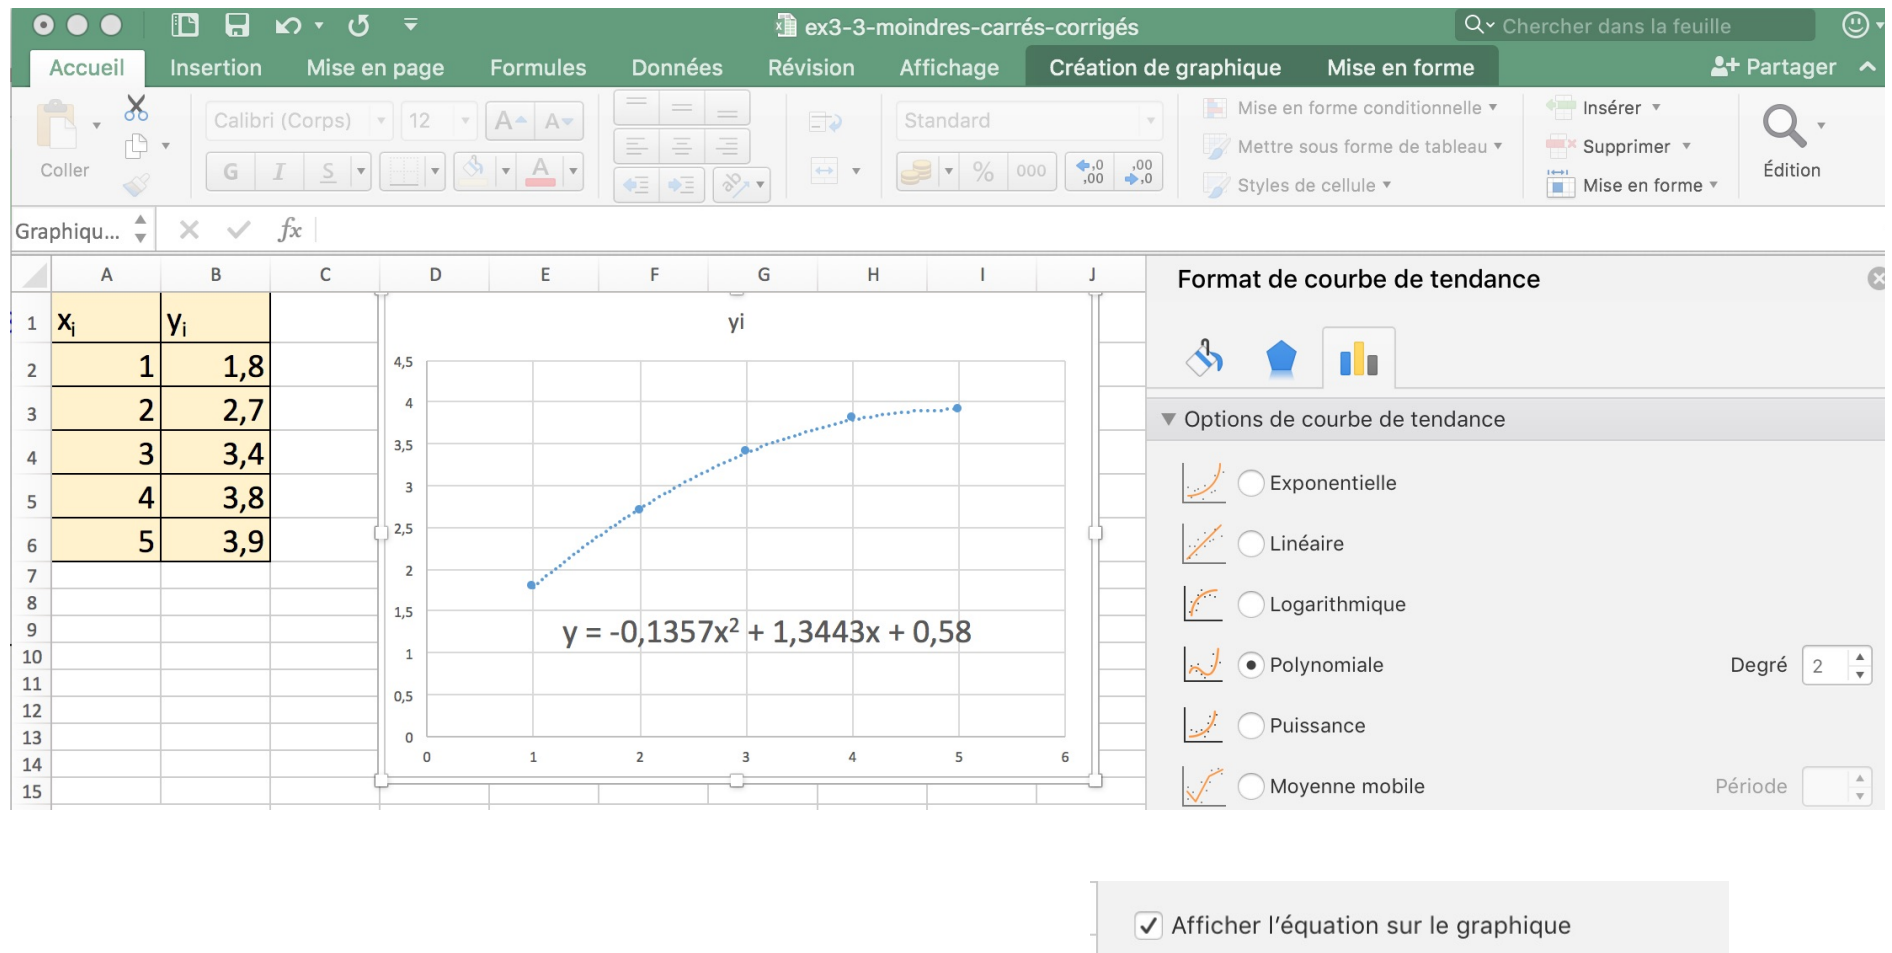 ex3-3-moindres-carrés-corrigés
Chercher dans la feuille
Accueil Insertion Mise en page Formules Données Révision Affichage Création de graphique Mise en forme Partager
Coller
Calibri (Corps) 12 A A
G I S A
Standard
% 000 ,0 ,00 ,00 ,0
Mise en forme conditionnelle
Mettre sous forme de tableau
Styles de cellule
Insérer
Supprimer
Mise en forme
Édition
Graphiqu... fx
A B C D E F G H I J
1 xi yi
2 1 1,8
3 2 2,7
4 3 3,4
5 4 3,8
6 5 3,9
7
8
9
10
11
12
13
14
15
yi
4,5
4
3,5
3
2,5
2
1,5
1
0,5
0
0 1 2 3 4 5 6
y = -0,1357x² + 1,3443x + 0,58
Format de courbe de tendance
Options de courbe de tendance
Exponentielle
Linéaire
Logarithmique
Polynomiale Degré 2
Puissance
Moyenne mobile Période
Afficher l'équation sur le graphique